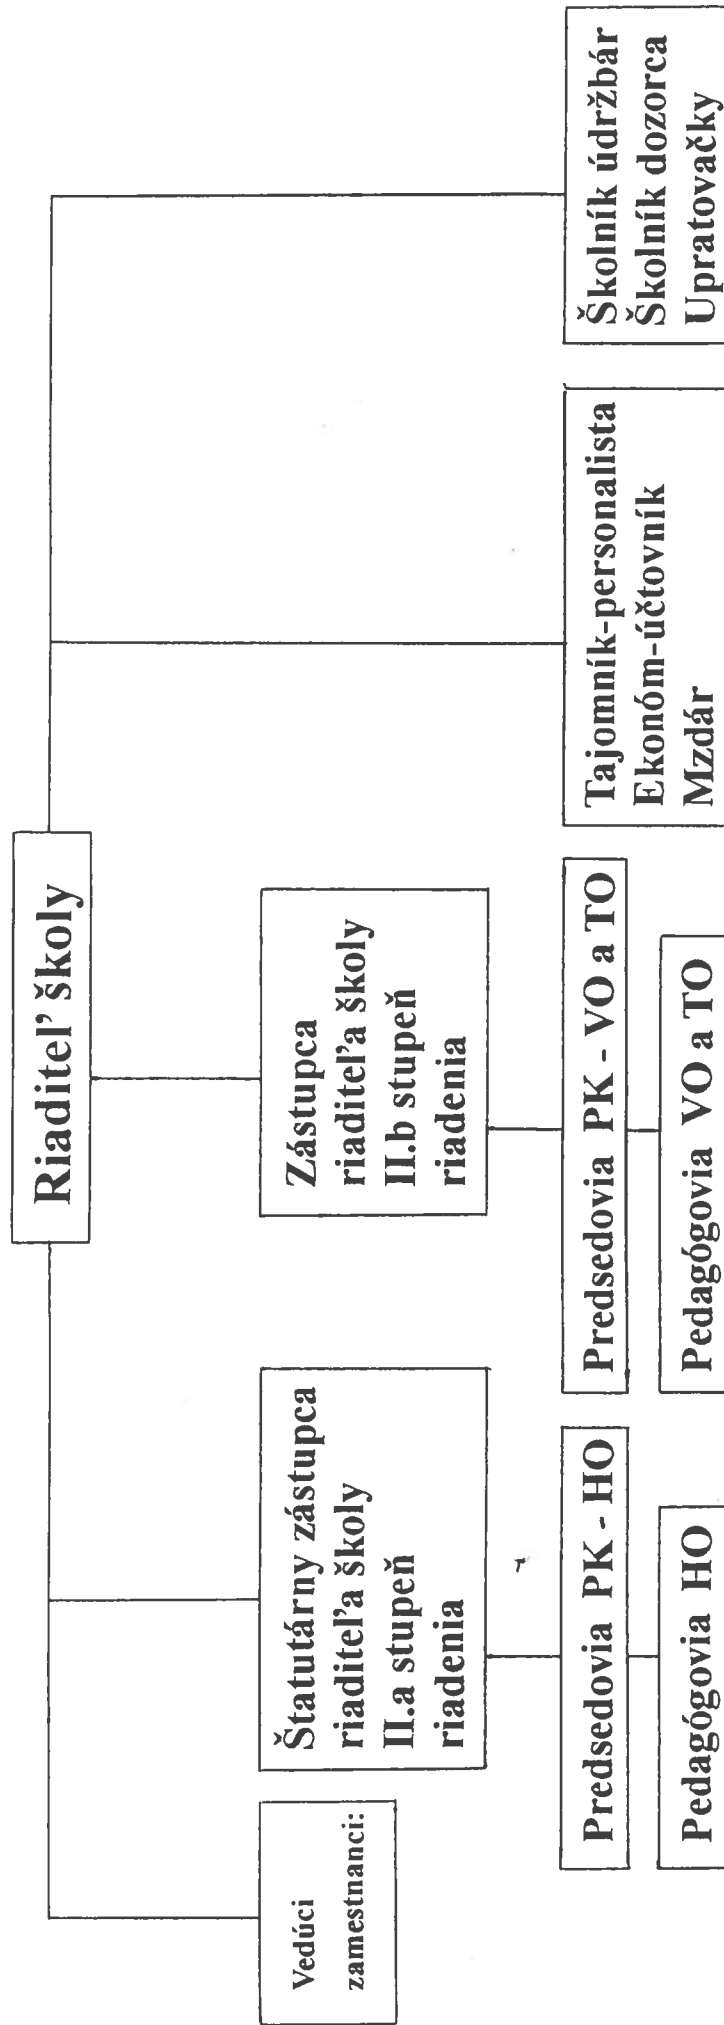 Riaditeľ školy
Vedúci
zamestnanci:
Štatutárny zástupca
riaditeľa školy
II.a stupeň
riadenia
Zástupca
riaditeľa školy
II.b stupeň
riadenia
Predsedovia PK - HO
Pedagógovia HO
Predsedovia PK - VO a TO
Pedagógovia VO a TO
Tajomník-personalista
Ekonóm-účtovník
Mzdár
Školník údržbár
Školník dozorca
Upratovačky